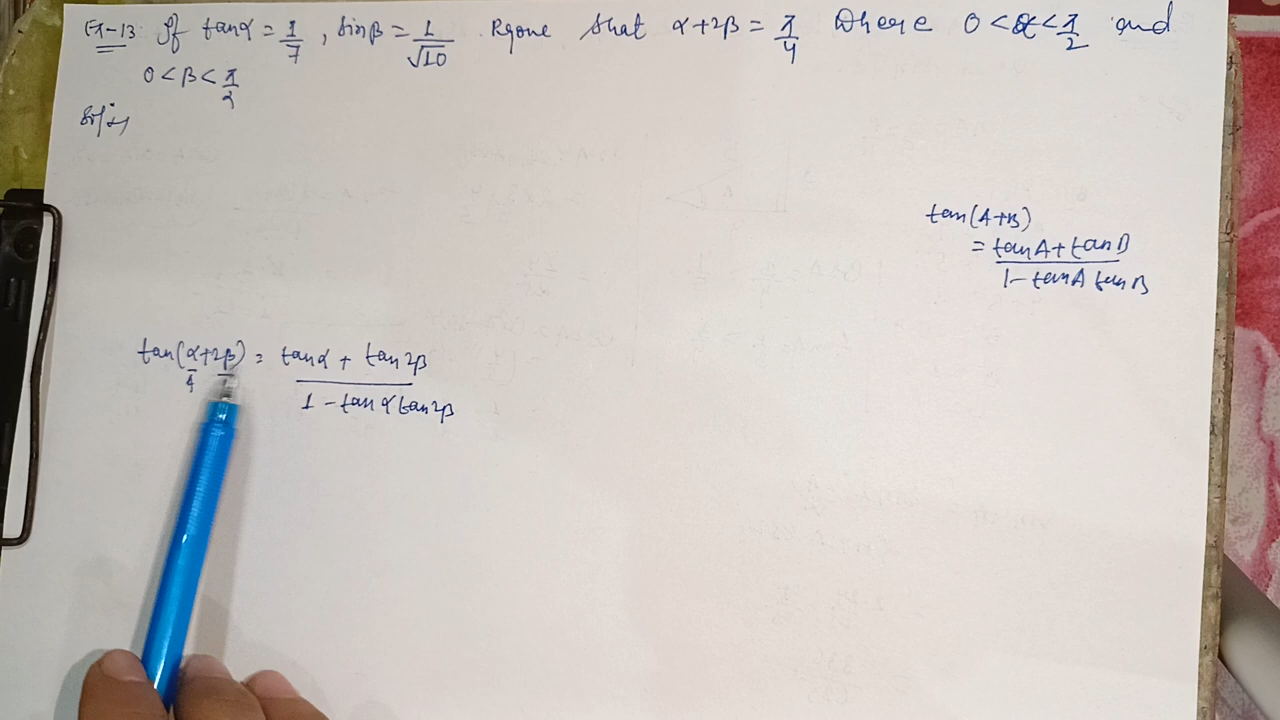 Ex-13 If tanα = 1/7 , sinβ = 1/√10 . Prove that α+2β = π/4 Where 0 < α < π/2 and
0 < β < π/2
Sol/n
tan(A+B)
= tanA + tanB / 1 - tanA tanB
tan(α+2β) = tanα + tan2β / 1 - tanα tan2β